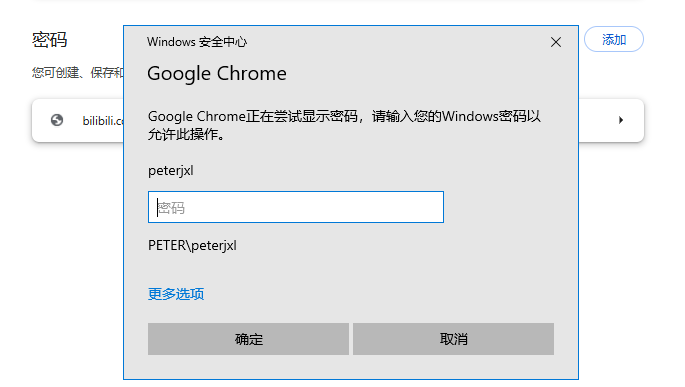 密码
Windows 安全中心
添加
Google Chrome
您可创建、保存和
Google Chrome正在尝试显示密码，请输入您的Windows密码以
允许此操作。
bilibili.co
peterjxl
密码
PETER\peterjxl
更多选项
确定
取消